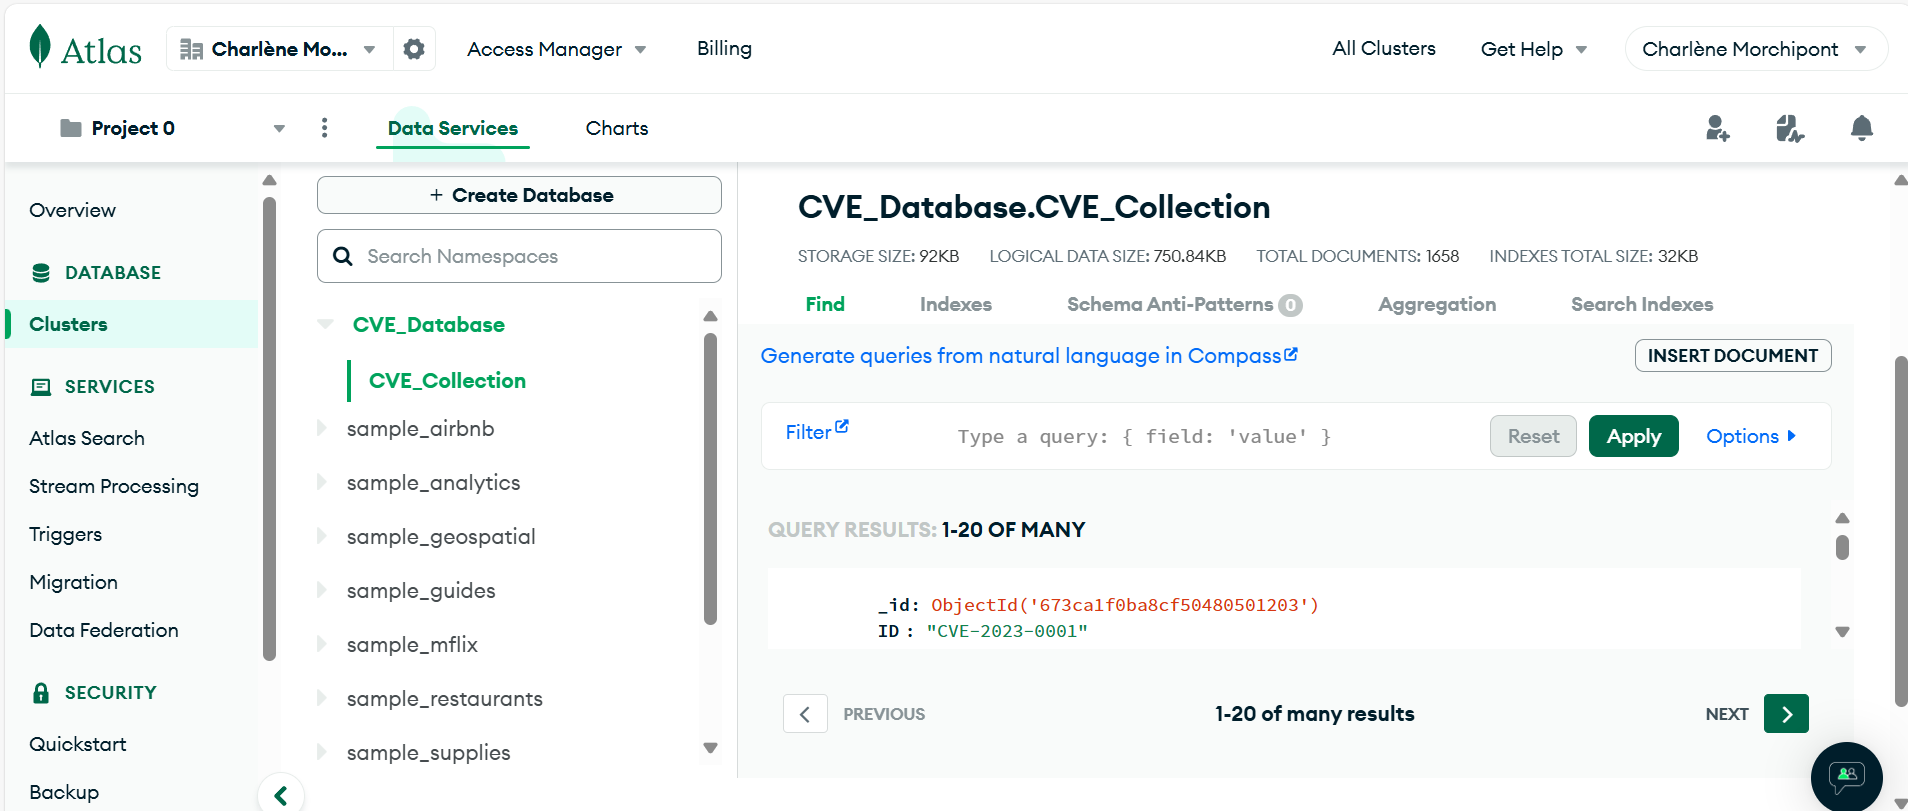 Atlas
Charlène Mo...
Access Manager
Billing
All Clusters
Get Help
Charlène Morchipont
Project 0
Data Services
Charts
Overview
DATABASE
Clusters
SERVICES
Atlas Search
Stream Processing
Triggers
Migration
Data Federation
SECURITY
Quickstart
Backup
+ Create Database
Search Namespaces
CVE_Database
CVE_Collection
sample_airbnb
sample_analytics
sample_geospatial
sample_guides
sample_mflix
sample_restaurants
sample_supplies
CVE_Database.CVE_Collection
STORAGE SIZE: 92KB LOGICAL DATA SIZE: 750.84KB TOTAL DOCUMENTS: 1658 INDEXES TOTAL SIZE: 32KB
Find Indexes Schema Anti-Patterns 0 Aggregation Search Indexes
Generate queries from natural language in Compass
INSERT DOCUMENT
Filter Type a query: { field: 'value' } Reset Apply Options
QUERY RESULTS: 1-20 OF MANY
_id: ObjectId('673ca1f0ba8cf50480501203')
ID : "CVE-2023-0001"
PREVIOUS 1-20 of many results NEXT